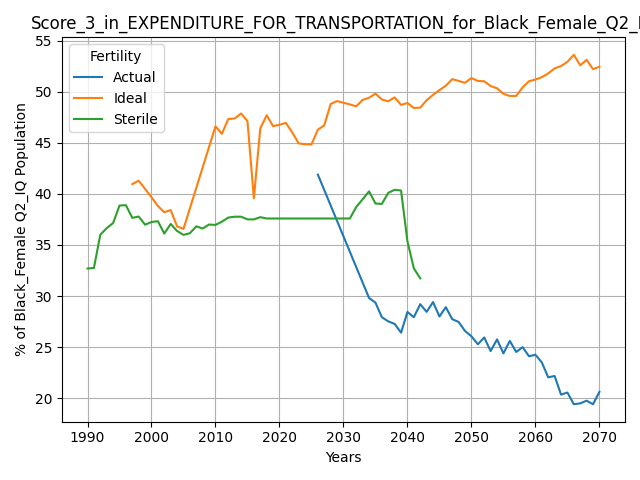 Score_3_in_EXPENDITURE_FOR_TRANSPORTATION_for_Black_Female_Q2_I
55
50
45
40
35
30
25
20
% of Black_Female Q2_IQ Population
Fertility
Actual
Ideal
Sterile
1990 2000 2010 2020 2030 2040 2050 2060 2070
Years